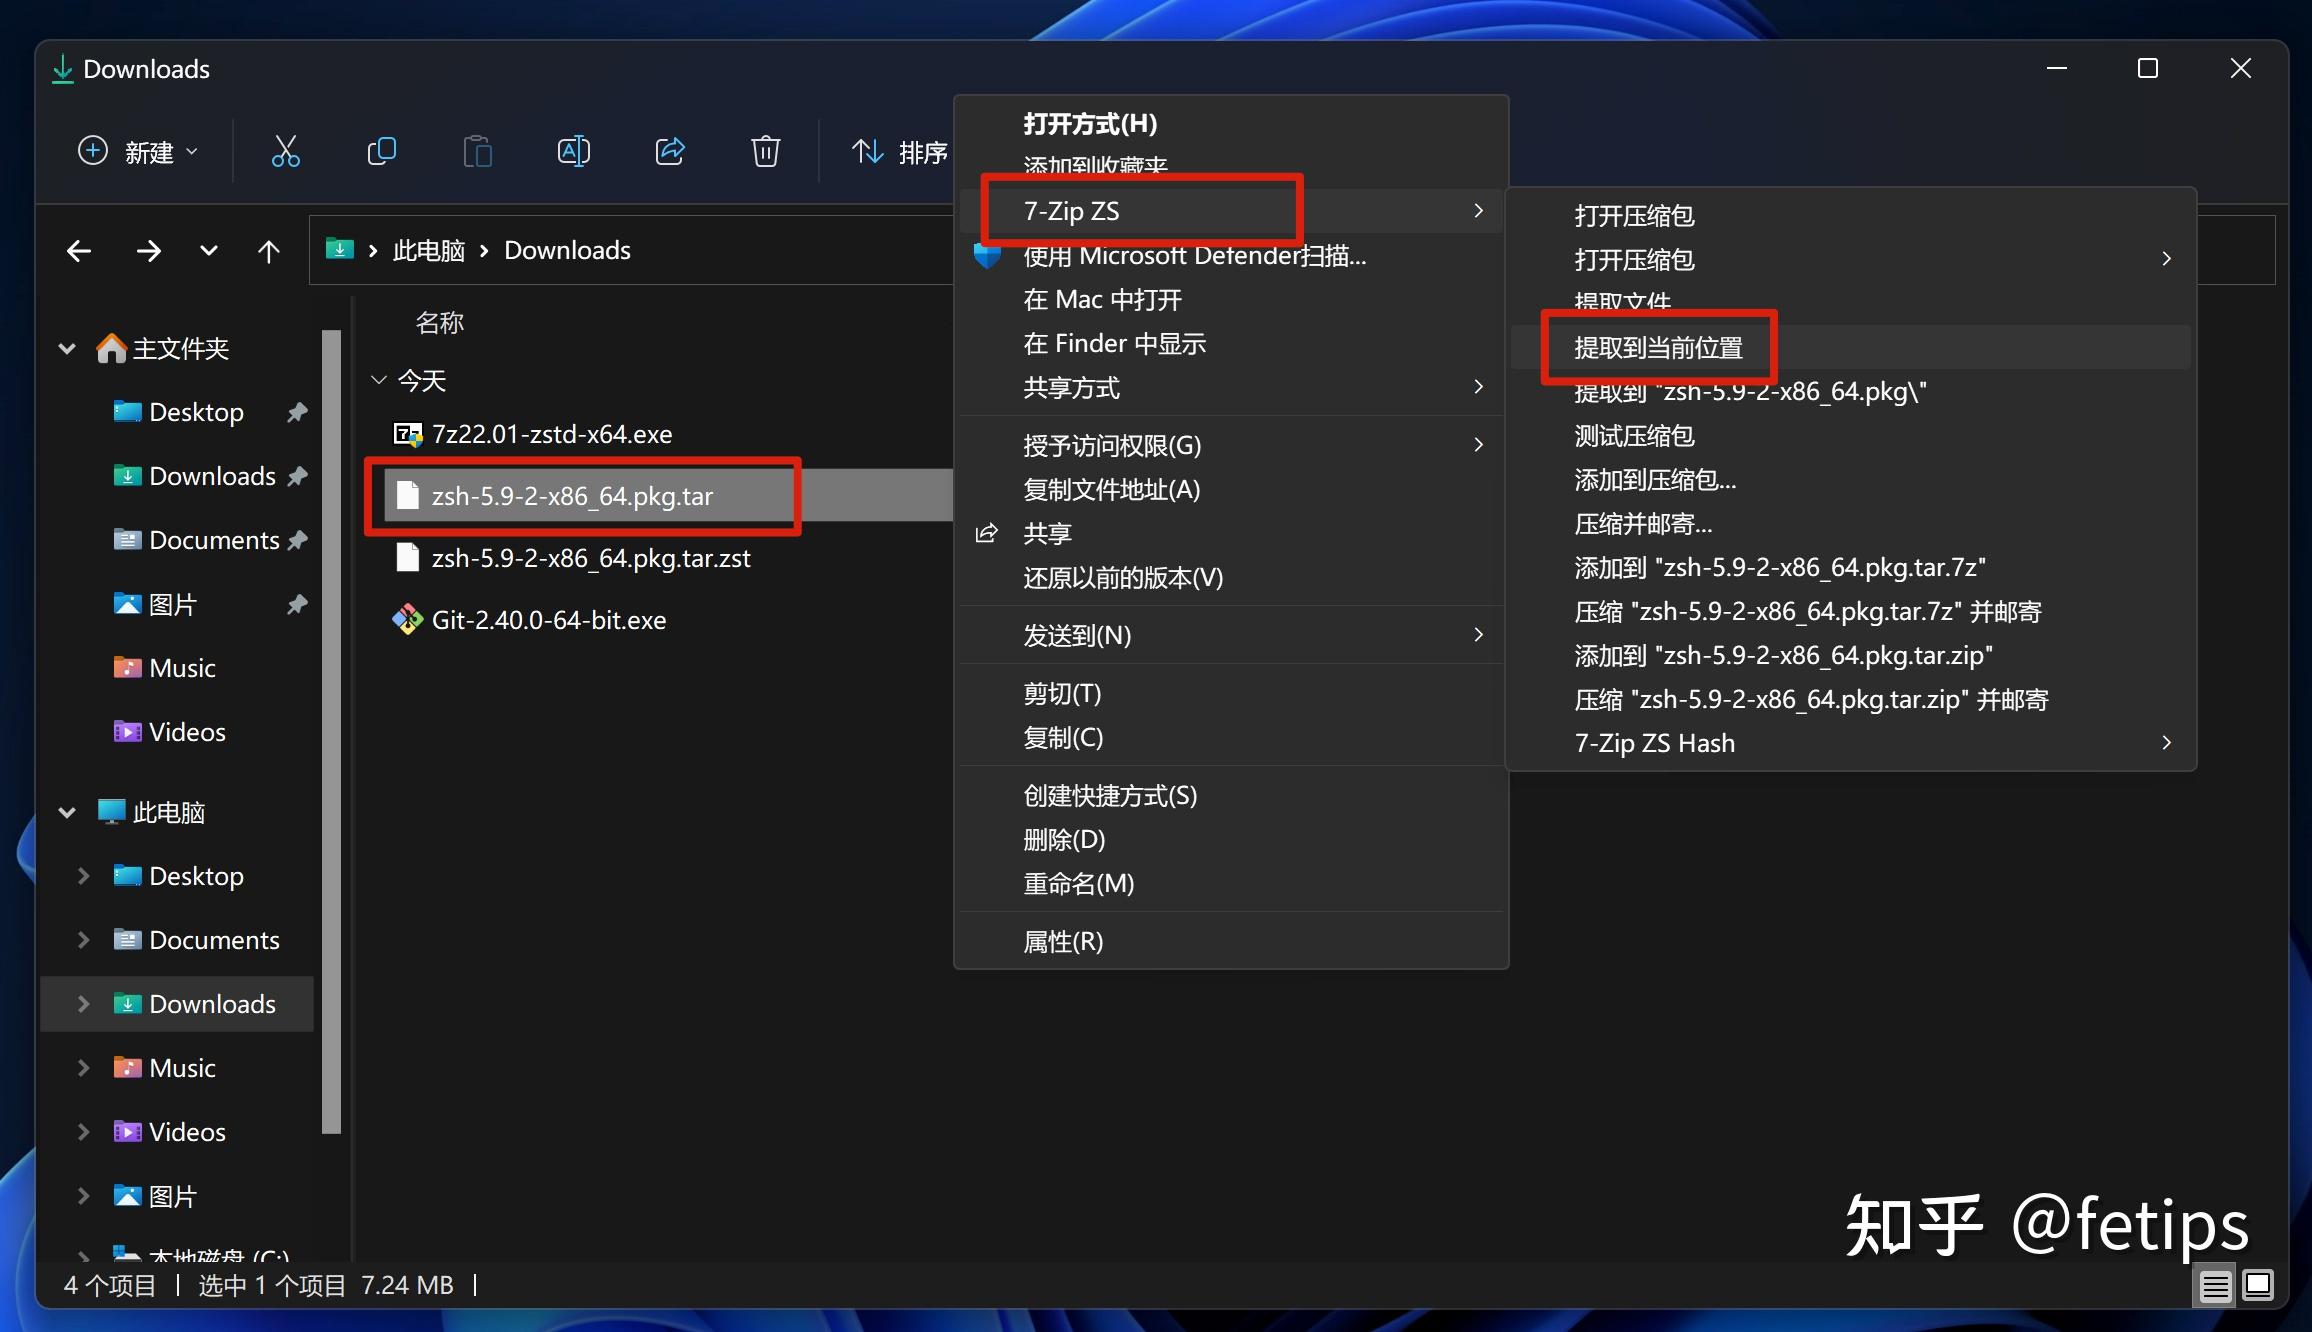 Downloads
新建
排序
此电脑
Downloads
主文件夹
Desktop
Downloads
Documents
图片
Music
Videos
此电脑
Desktop
Documents
Downloads
Music
Videos
图片
本地磁盘 (C:)
名称
今天
7z22.01-zstd-x64.exe
zsh-5.9-2-x86_64.pkg.tar
zsh-5.9-2-x86_64.pkg.tar.zst
Git-2.40.0-64-bit.exe
打开方式(H)
添加到收藏夹
7-Zip ZS
使用 Microsoft Defender扫描...
在 Mac 中打开
在 Finder 中显示
共享方式
授予访问权限(G)
复制文件地址(A)
共享
还原以前的版本(V)
发送到(N)
剪切(T)
复制(C)
创建快捷方式(S)
删除(D)
重命名(M)
属性(R)
打开压缩包
打开压缩包
提取文件
提取到当前位置
提取到 "zsh-5.9-2-x86_64.pkg\"
测试压缩包
添加到压缩包...
压缩并邮寄...
添加到 "zsh-5.9-2-x86_64.pkg.tar.7z"
压缩 "zsh-5.9-2-x86_64.pkg.tar.7z" 并邮寄
添加到 "zsh-5.9-2-x86_64.pkg.tar.zip"
压缩 "zsh-5.9-2-x86_64.pkg.tar.zip" 并邮寄
7-Zip ZS Hash
知乎 @fetips
4 个项目
选中 1 个项目 7.24 MB